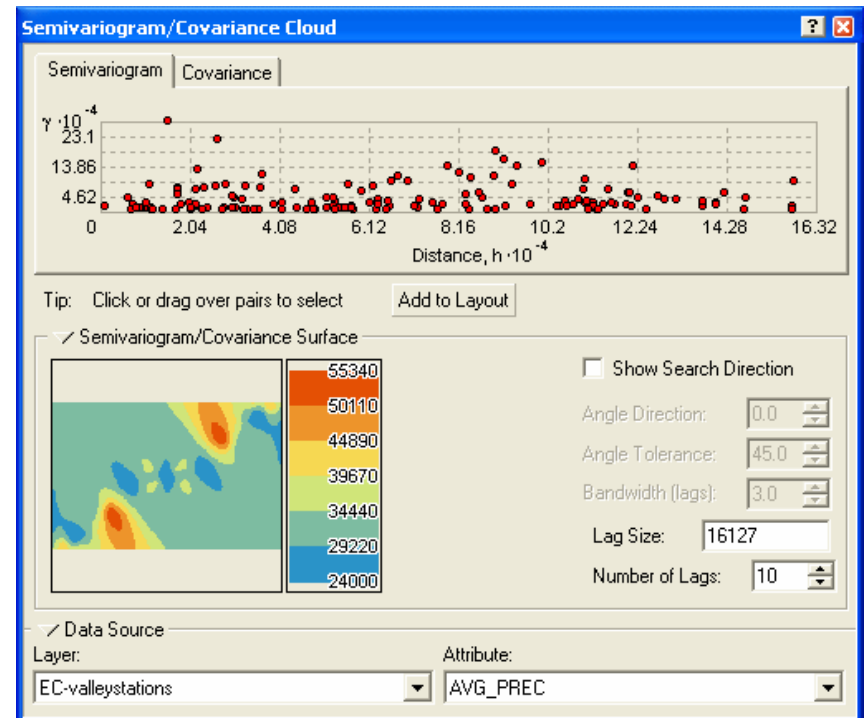 Semivariogram/Covariance Cloud
Semivariogram Covariance
γ ·10 -4
23.1
13.86
4.62
0 2.04 4.08 6.12 8.16 10.2 12.24 14.28 16.32
Distance, h ·10 -4
Tip: Click or drag over pairs to select Add to Layout
Semivariogram/Covariance Surface
55340
50110
44890
39670
34440
29220
24000
Show Search Direction
Angle Direction: 0.0
Angle Tolerance: 45.0
Bandwidth (lags): 3.0
Lag Size: 16127
Number of Lags: 10
Data Source
Layer: Attribute:
EC-valleystations AVG_PREC